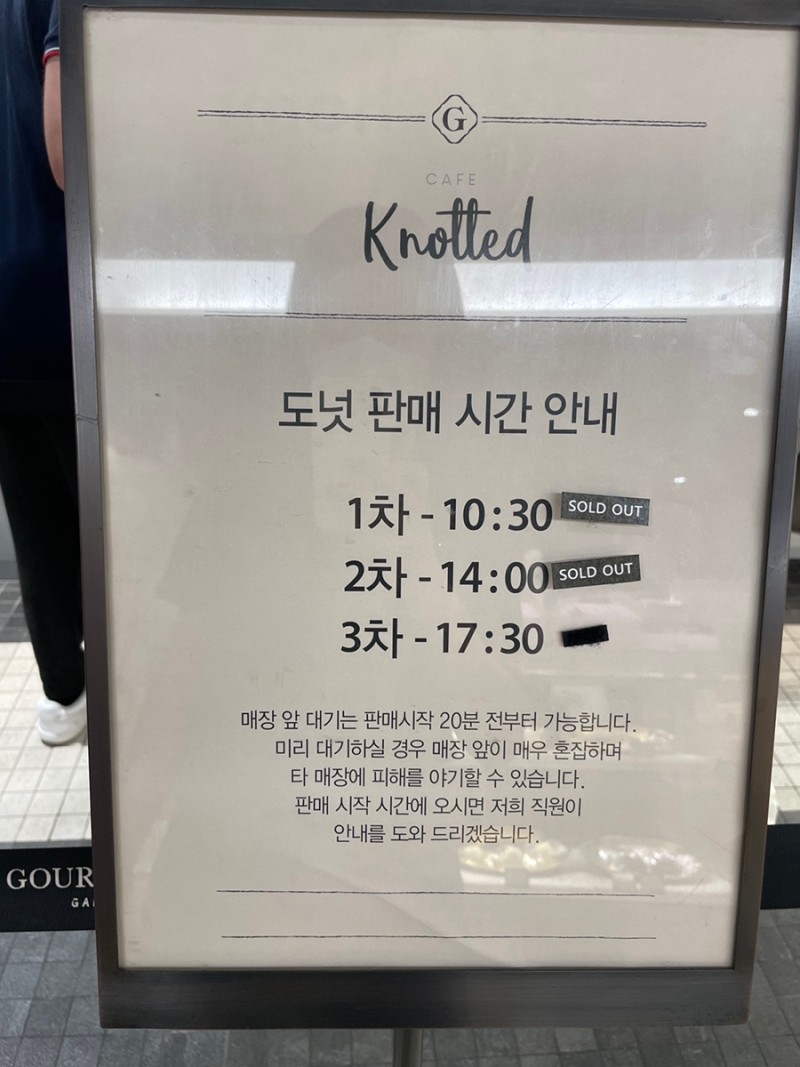 G
CAFE
Knotted
도넛 판매 시간 안내
1차 - 10:30 SOLD OUT
2차 - 14:00 SOLD OUT
3차 - 17:30
매장 앞 대기는 판매시작 20분 전부터 가능합니다.
미리 대기하실 경우 매장 앞이 매우 혼잡하며
타 매장에 피해를 야기할 수 있습니다.
판매 시작 시간에 오시면 저희 직원이
안내를 도와 드리겠습니다.
GOUR
GA